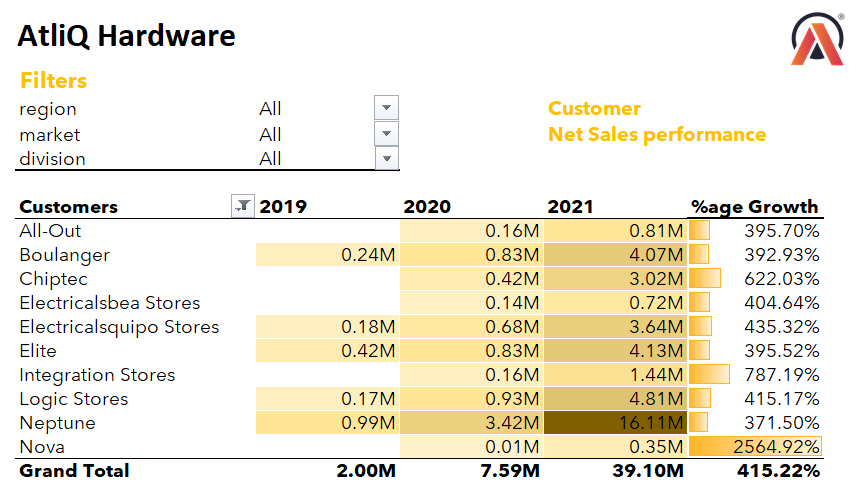 AtliQ Hardware
®
Filters
region All
market All
division All
Customer
Net Sales performance
Customers 2019 2020 2021 %age Growth
All-Out 0.16M 0.81M 395.70%
Boulanger 0.24M 0.83M 4.07M 392.93%
Chiptec 0.42M 3.02M 622.03%
Electricalsbea Stores 0.14M 0.72M 404.64%
Electricalsquipo Stores 0.18M 0.68M 3.64M 435.32%
Elite 0.42M 0.83M 4.13M 395.52%
Integration Stores 0.16M 1.44M 787.19%
Logic Stores 0.17M 0.93M 4.81M 415.17%
Neptune 0.99M 3.42M 16.11M 371.50%
Nova 0.01M 0.35M 2564.92%
Grand Total 2.00M 7.59M 39.10M 415.22%